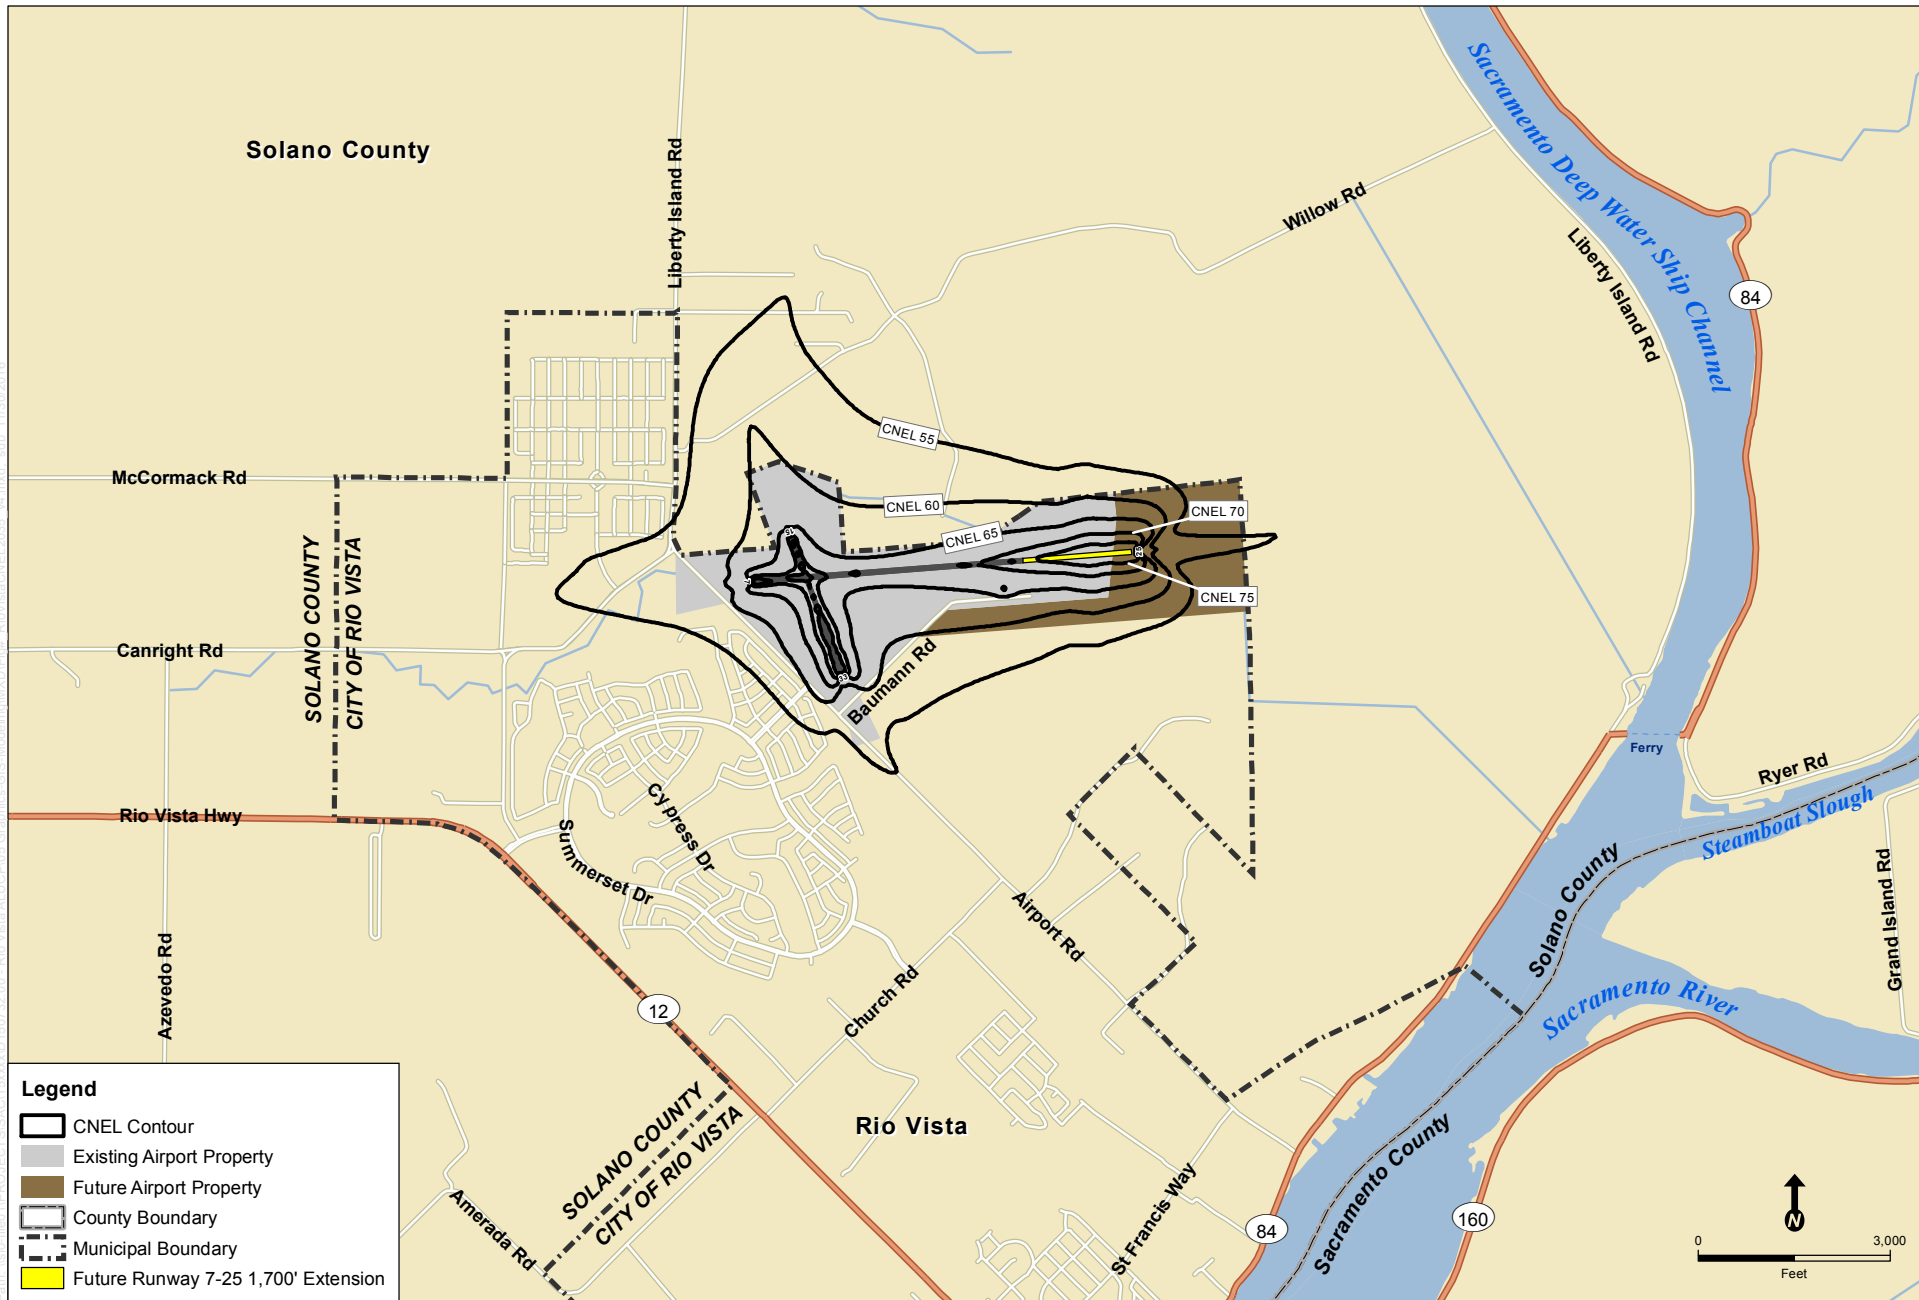 Solano County
Liberty Island Rd
Willow Rd
Sacramento Deep Water Ship Channel
Liberty Island Rd
84
McCormack Rd
CNEL 55
CNEL 60
CNEL 65
CNEL 70
CNEL 75
15
7
25
33
SOLANO COUNTY
CITY OF RIO VISTA
Canright Rd
Baumann Rd
Rio Vista Hwy
Summerset Dr
Cypress Dr
Ferry
Ryer Rd
Steamboat Slough
Solano County
Grand Island Rd
Azevedo Rd
12
Church Rd
Airport Rd
Sacramento River
Rio Vista
SOLANO COUNTY
CITY OF RIO VISTA
Amerada Rd
St Francis Way
84
Sacramento County
160
N
0 3,000
Feet
Legend
CNEL Contour
Existing Airport Property
Future Airport Property
County Boundary
Municipal Boundary
Future Runway 7-25 1,700' Extension